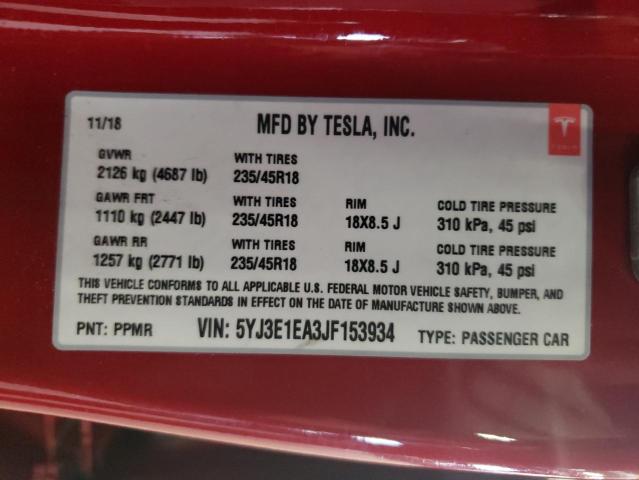 11/18 MFD BY TESLA, INC.
TESLA
GVWR WITH TIRES
2126 kg (4687 lb) 235/45R18
GAWR FRT WITH TIRES RIM COLD TIRE PRESSURE
1110 kg (2447 lb) 235/45R18 18X8.5 J 310 kPa, 45 psi
GAWR RR WITH TIRES RIM COLD TIRE PRESSURE
1257 kg (2771 lb) 235/45R18 18X8.5 J 310 kPa, 45 psi
THIS VEHICLE CONFORMS TO ALL APPLICABLE U.S. FEDERAL MOTOR VEHICLE SAFETY, BUMPER, AND
THEFT PREVENTION STANDARDS IN EFFECT ON THE DATE OF MANUFACTURE SHOWN ABOVE.
PNT: PPMR VIN: 5YJ3E1EA3JF153934 TYPE: PASSENGER CAR